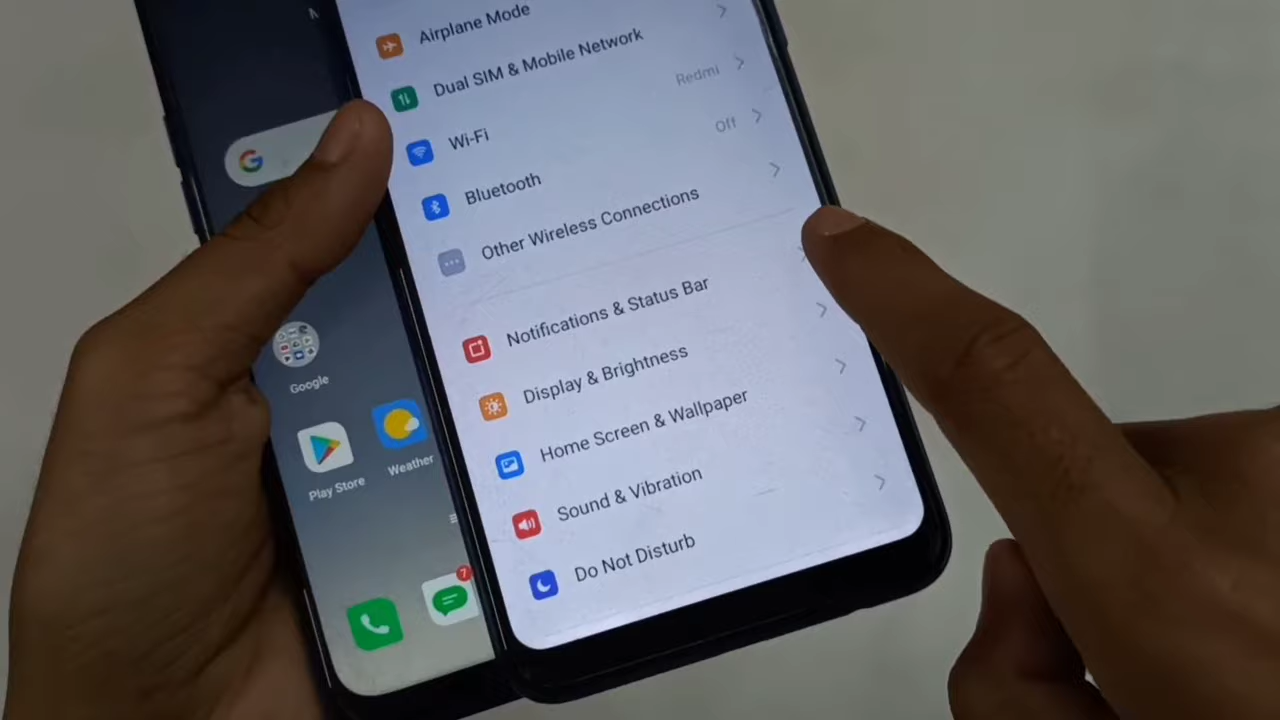 Airplane Mode
Dual SIM & Mobile Network
Wi-Fi
Redmi
Bluetooth
Off
Other Wireless Connections
Notifications & Status Bar
Display & Brightness
Home Screen & Wallpaper
Sound & Vibration
Do Not Disturb
G
Google
Play Store
Weather
7